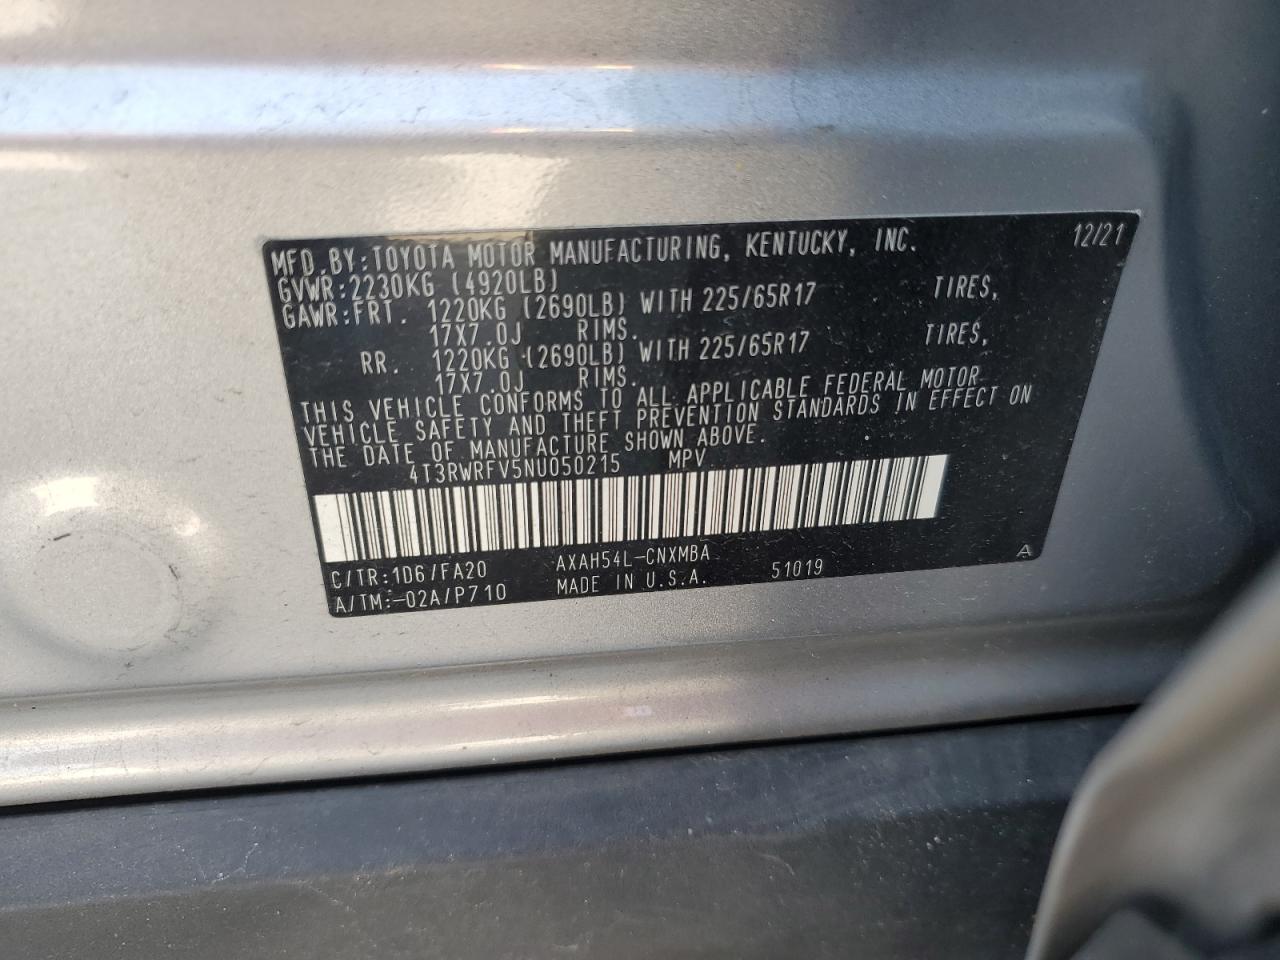 MFD. BY: TOYOTA MOTOR MANUFACTURING, KENTUCKY, INC. 12/21
GVWR: 2230KG (4920LB)
GAWR: FRT. 1220KG (2690LB) WITH 225/65R17 TIRES,
17X7.0J RIMS.
RR. 1220KG (2690LB) WITH 225/65R17 TIRES,
17X7.0J RIMS.
THIS VEHICLE CONFORMS TO ALL APPLICABLE FEDERAL MOTOR
VEHICLE SAFETY AND THEFT PREVENTION STANDARDS IN EFFECT ON
THE DATE OF MANUFACTURE SHOWN ABOVE.
4T3RWRFV5NU050215 MPV
C/TR: 1D6/FA20 AXAH54L-CNXMBA A
A/TM: -02A/P710 MADE IN U.S.A. 51019